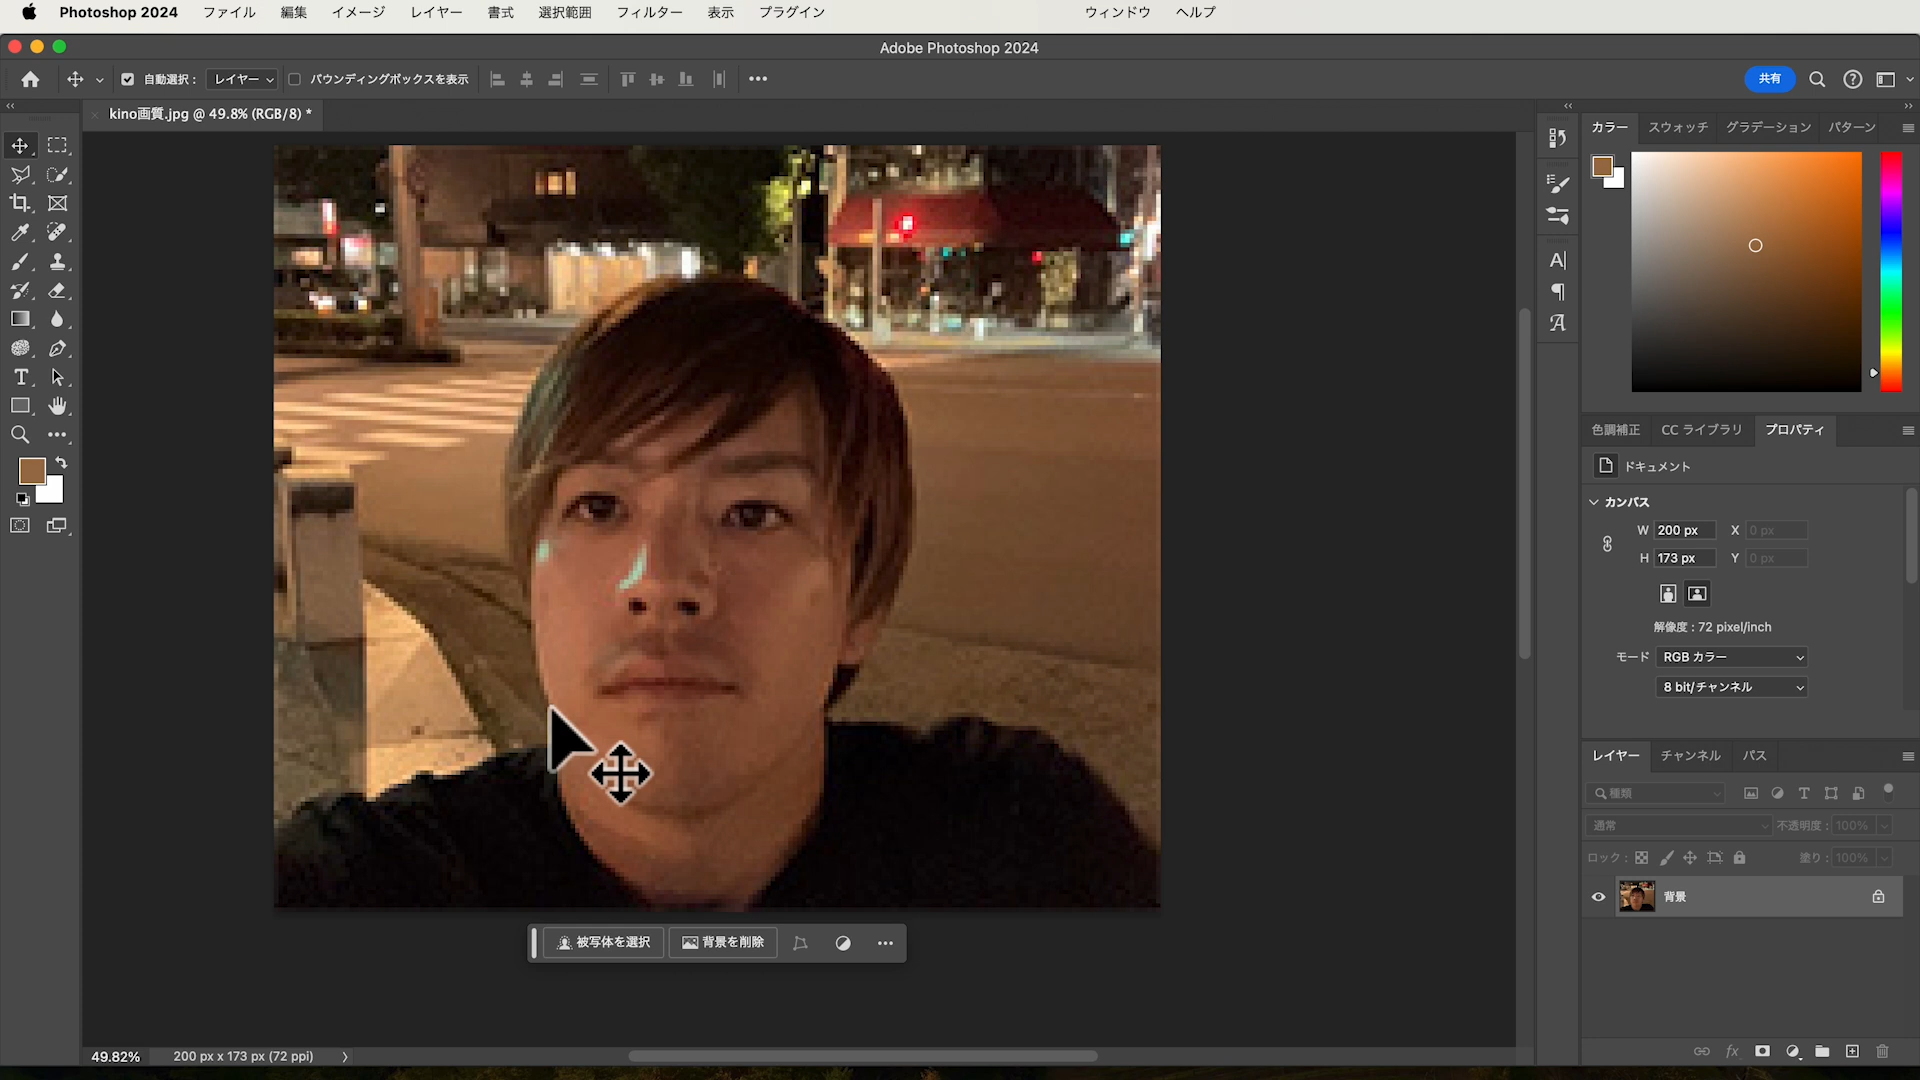 Photoshop 2024 ファイル 編集 イメージ レイヤー 書式 選択範囲 フィルター 表示 プラグイン ウィンドウ ヘルプ
Adobe Photoshop 2024
自動選択： レイヤー バウンディングボックスを表示
共有
kino画質.jpg @ 49.8% (RGB/8) *
カラー スウォッチ グラデーション パターン
色調補正 CC ライブラリ プロパティ
ドキュメント
カンバス
W 200 px X 0 px
H 173 px Y 0 px
解像度 : 72 pixel/inch
モード RGB カラー
8 bit/チャンネル
レイヤー チャンネル パス
種類
通常 不透明度： 100%
ロック： 塗り： 100%
背景
被写体を選択 背景を削除
49.82% 200 px x 173 px (72 ppi)